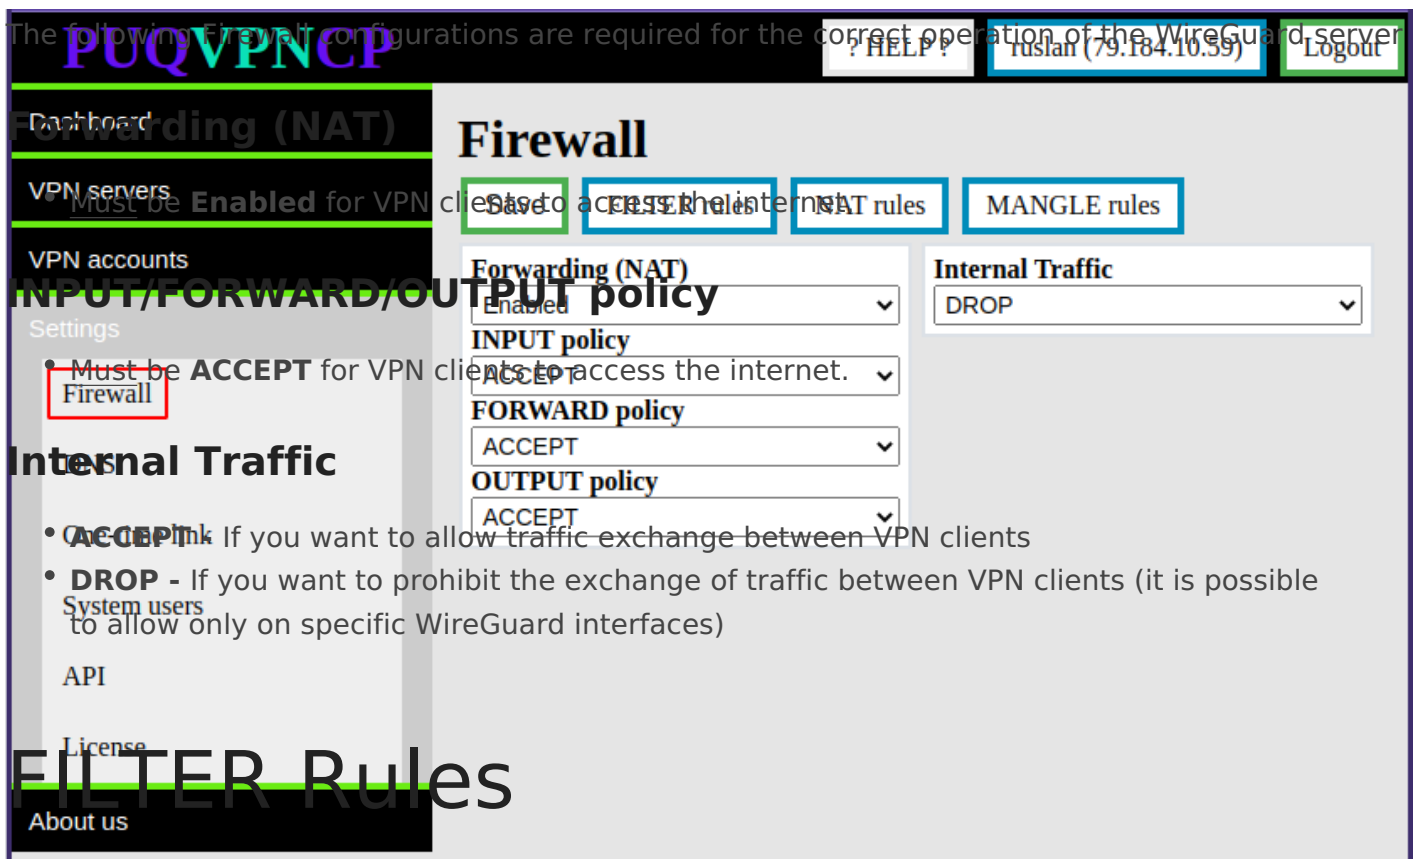 The following Firewall configurations are required for the correct operation of the WireGuard server
PUQVPNCP
? HELP ?
ruslan (79.184.10.59)
Logout
Forwarding (NAT)
Dashboard
Firewall
VPN servers
Must be Enabled for VPN clients to access the internet.
Save
FILTER rules
NAT rules
MANGLE rules
VPN accounts
Forwarding (NAT)
Enabled
Internal Traffic
DROP
INPUT/FORWARD/OUTPUT policy
Settings
INPUT policy
ACCEPT
Must be ACCEPT for VPN clients to access the internet.
Firewall
FORWARD policy
ACCEPT
Internal Traffic
DNS
OUTPUT policy
ACCEPT
One-time link
ACCEPT - If you want to allow traffic exchange between VPN clients
DROP - If you want to prohibit the exchange of traffic between VPN clients (it is possible
to allow only on specific WireGuard interfaces)
System users
API
License
FILTER Rules
About us